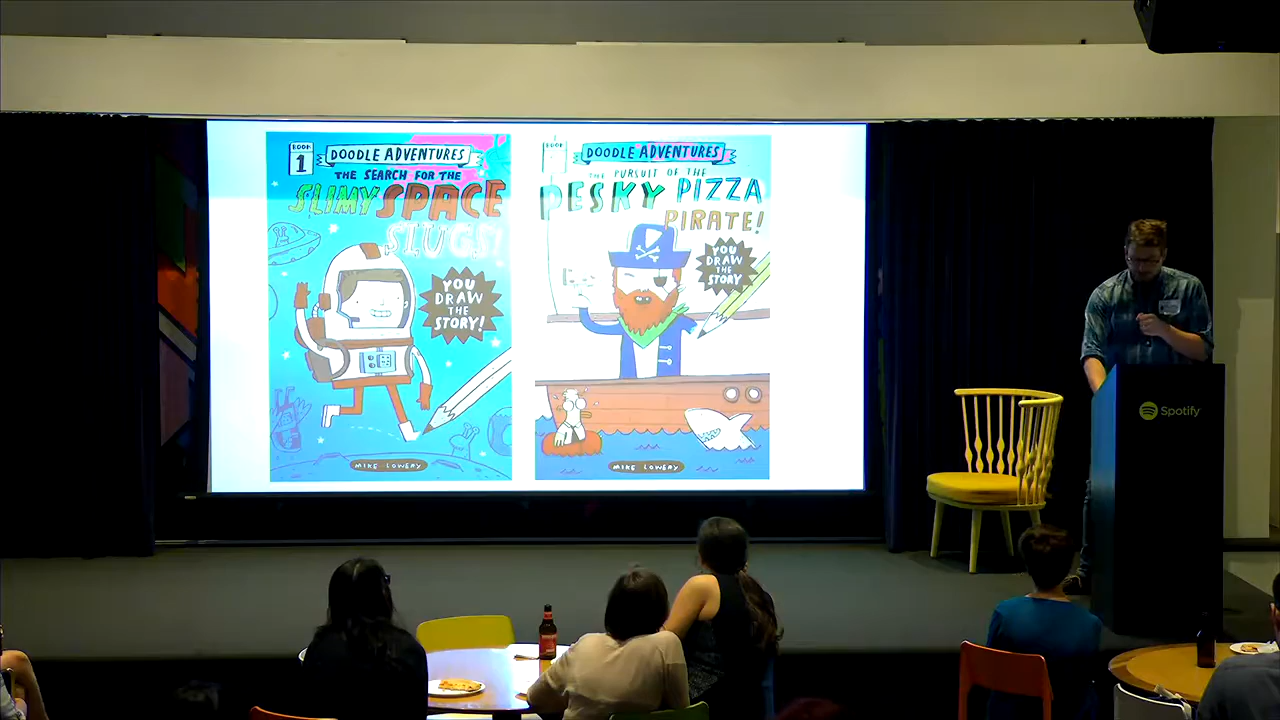 BOOK
1
DOODLE ADVENTURES
THE SEARCH FOR THE
SLIMY SPACE
SLUGS!
YOU
DRAW
THE
STORY!
MIKE LOWERY
BOOK
DOODLE ADVENTURES
THE PURSUIT OF THE
PESKY PIZZA
PIRATE!
YOU
DRAW
THE
STORY
MIKE LOWERY
Spotify